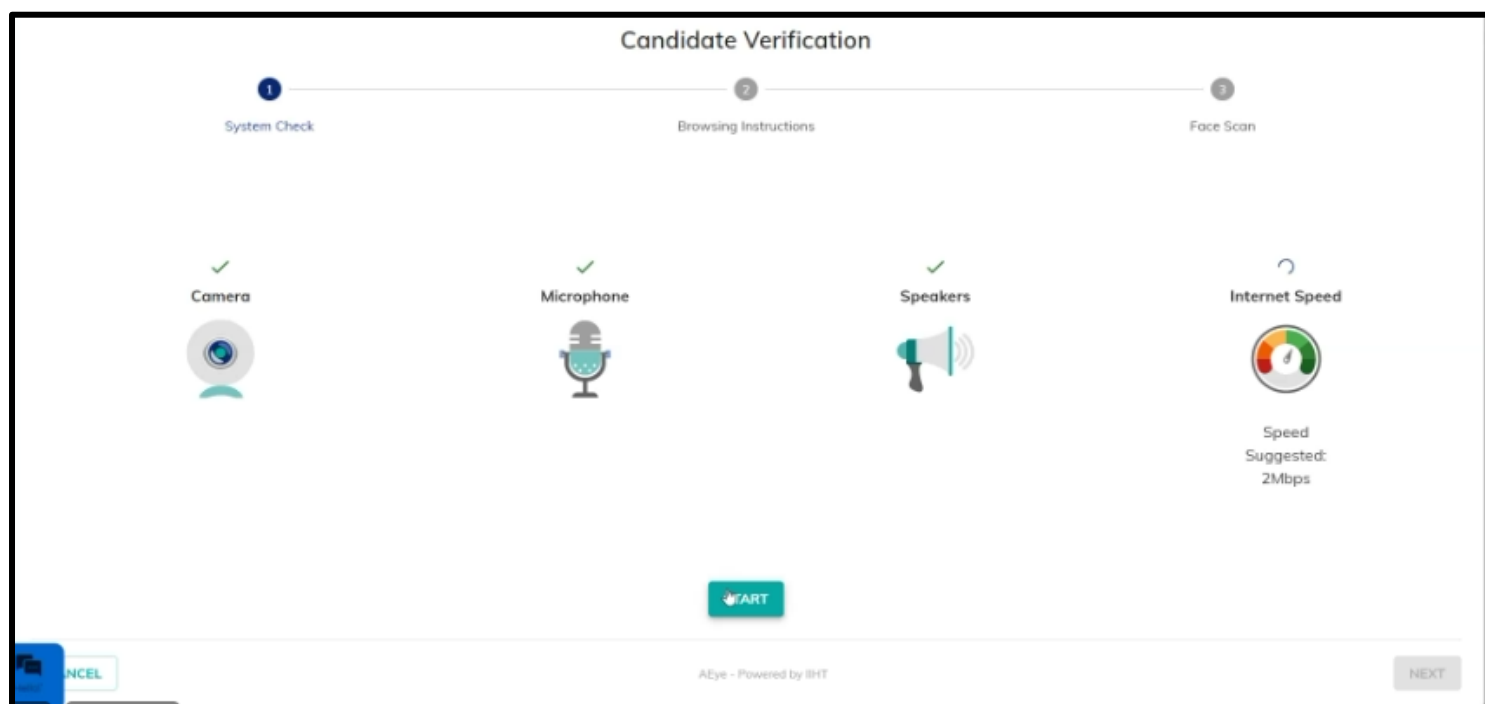 Candidate Verification
1
2
3
System Check
Browsing Instructions
Face Scan
Camera
Microphone
Speakers
Internet Speed
Speed
Suggested:
2Mbps
TART
NCEL
AEye - Powered by IIHT
NEXT